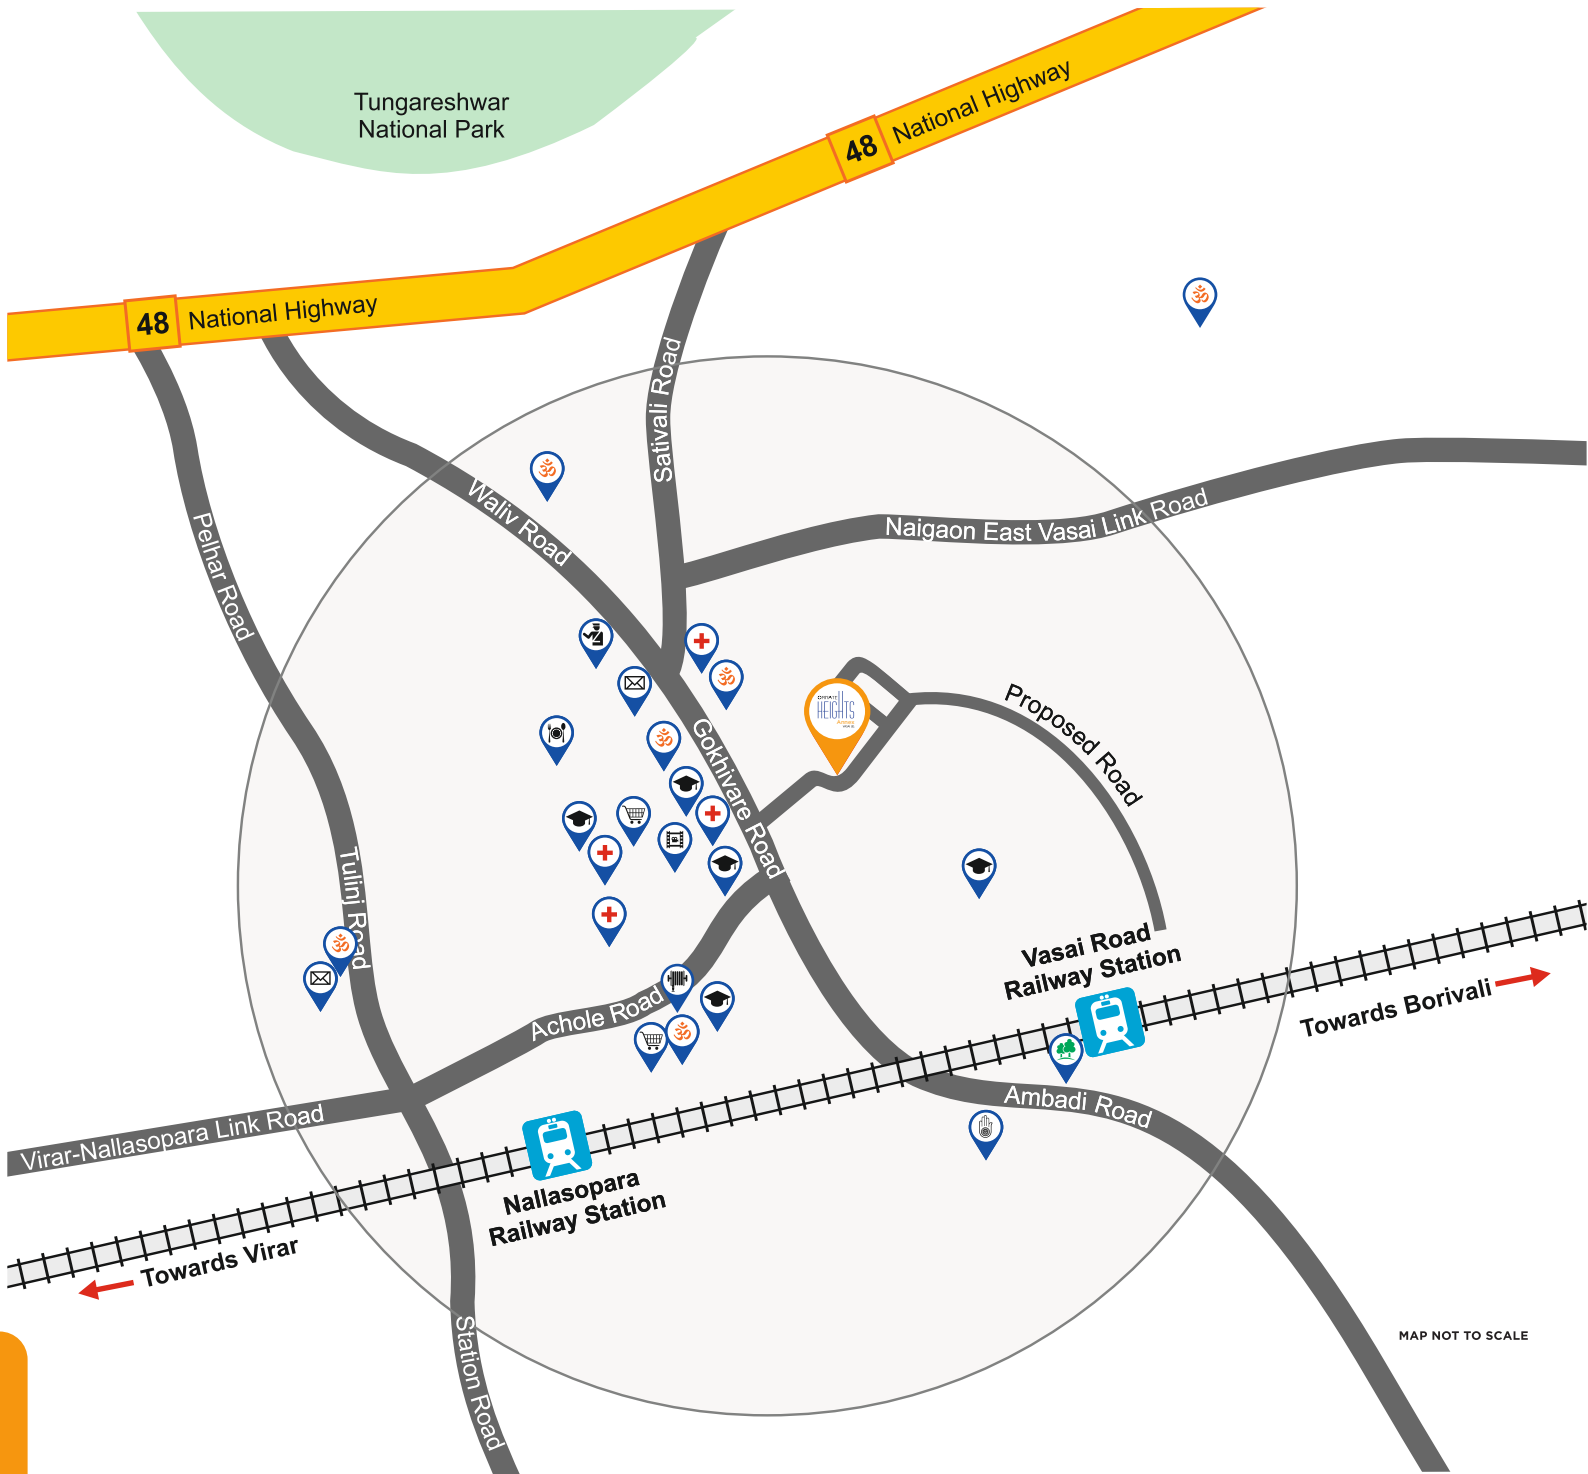 Tungareshwar
National Park
48
National Highway
48
National Highway
Sativali Road
Waliv Road
Naigaon East Vasai Link Road
Pelhar Road
HEIGHTS
Proposed Road
Gokhivare Road
Tulinj Road
Vasai Road
Railway Station
Towards Borivali
Achole Road
Ambadi Road
Virar-Nallasopara Link Road
Nallasopara
Railway Station
Towards Virar
Station Road
MAP NOT TO SCALE